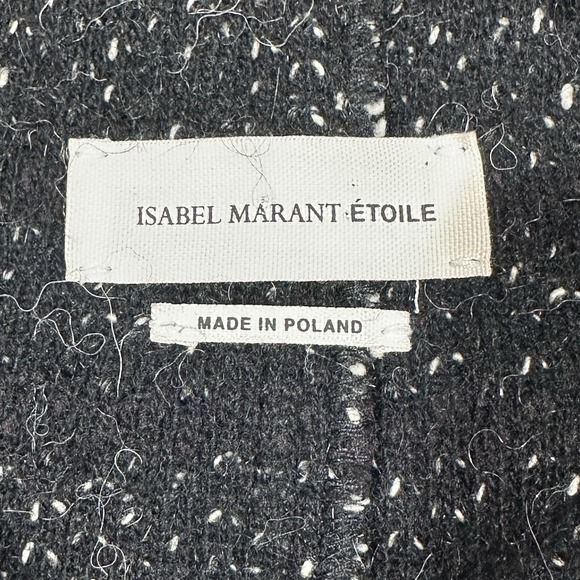 ISABEL MARANT ÉTOILE
MADE IN POLAND